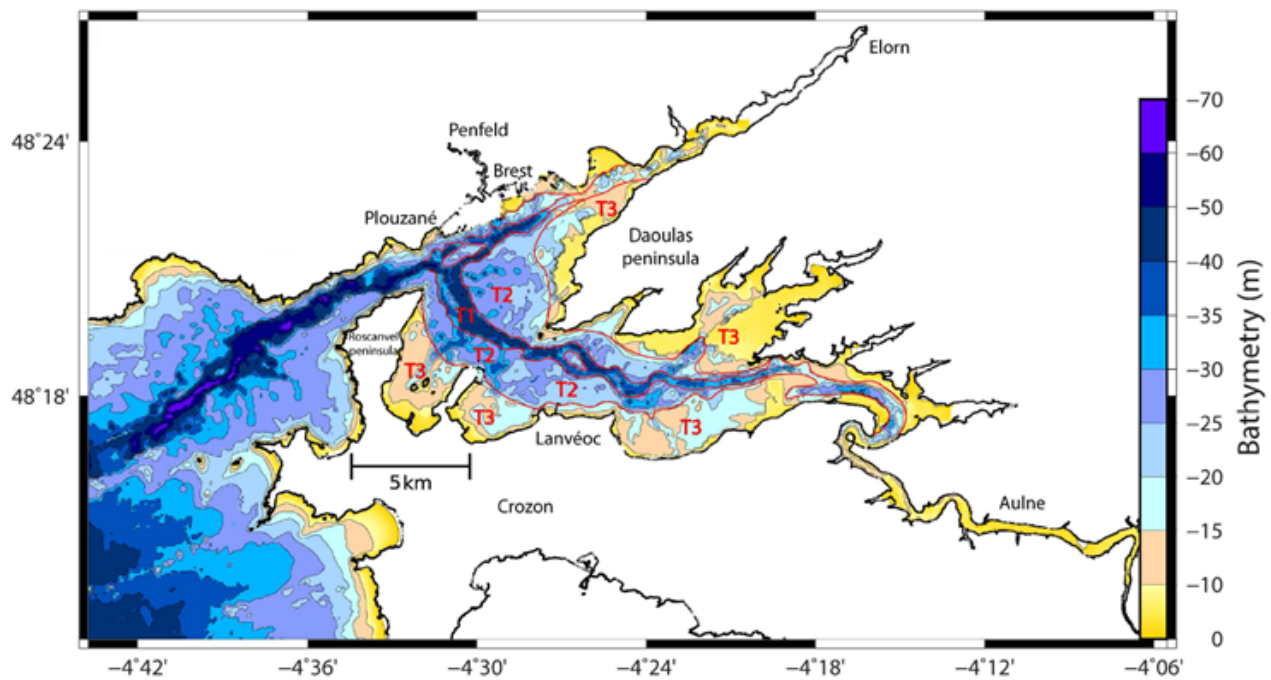 Elorn
Penfeld
Brest
Plouzané
T3
Daoulas
peninsula
T2
T1
Roscanvel
peninsula
T2
T3
T3
T2
T3
T3
Lanvéoc
5km
Crozon
Aulne
48°24'
48°18'
−4°42'
−4°36'
−4°30'
−4°24'
−4°18'
−4°12'
−4°06'
−70
−60
−50
−40
−35
−30
−25
−20
−15
−10
0
Bathymetry (m)